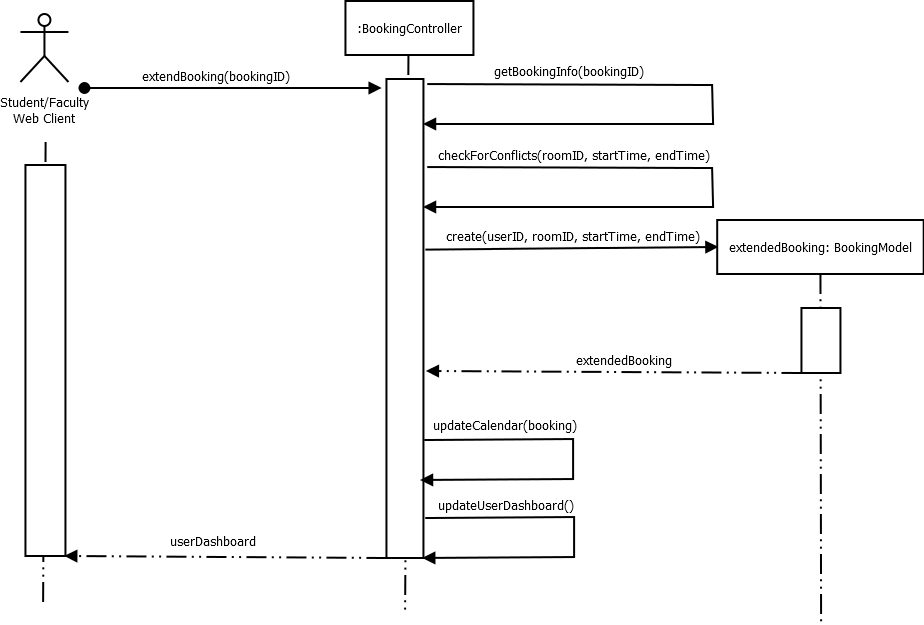 :BookingController
extendBooking(bookingID)
getBookingInfo(bookingID)
Student/Faculty
Web Client
checkForConflicts(roomID, startTime, endTime)
create(userID, roomID, startTime, endTime)
extendedBooking: BookingModel
extendedBooking
updateCalendar(booking)
updateUserDashboard()
userDashboard